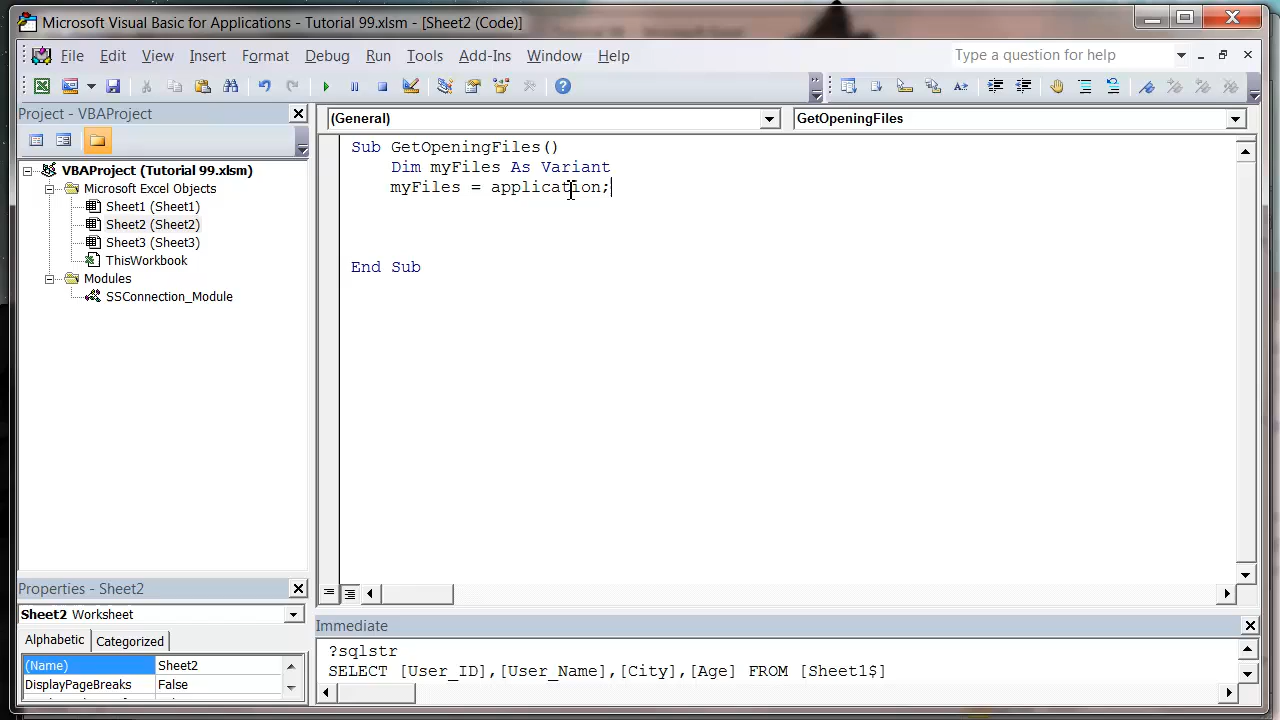 Microsoft Visual Basic for Applications - Tutorial 99.xlsm - [Sheet2 (Code)]
File Edit View Insert Format Debug Run Tools Add-Ins Window Help
Type a question for help
Project - VBAProject
(General)
GetOpeningFiles
VBAProject (Tutorial 99.xlsm)
Microsoft Excel Objects
Sheet1 (Sheet1)
Sheet2 (Sheet2)
Sheet3 (Sheet3)
ThisWorkbook
Modules
SSConnection_Module
Sub GetOpeningFiles()
Dim myFiles As Variant
myFiles = application;
End Sub
Properties - Sheet2
Sheet2 Worksheet
Alphabetic Categorized
(Name) Sheet2
DisplayPageBreaks False
Immediate
?sqlstr
SELECT [User_ID],[User_Name],[City],[Age] FROM [Sheet1$]